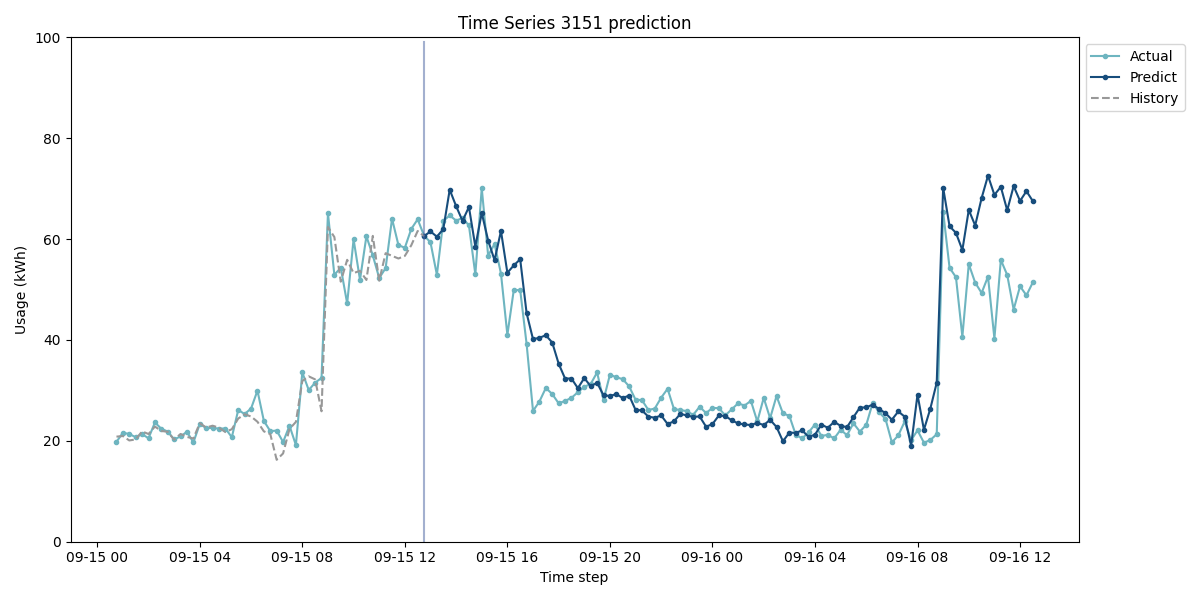 Time Series 3151 prediction
100
80
60
40
20
0
Usage (kWh)
09-15 00
09-15 04
09-15 08
09-15 12
09-15 16
09-15 20
09-16 00
09-16 04
09-16 08
09-16 12
Time step
Actual
Predict
History